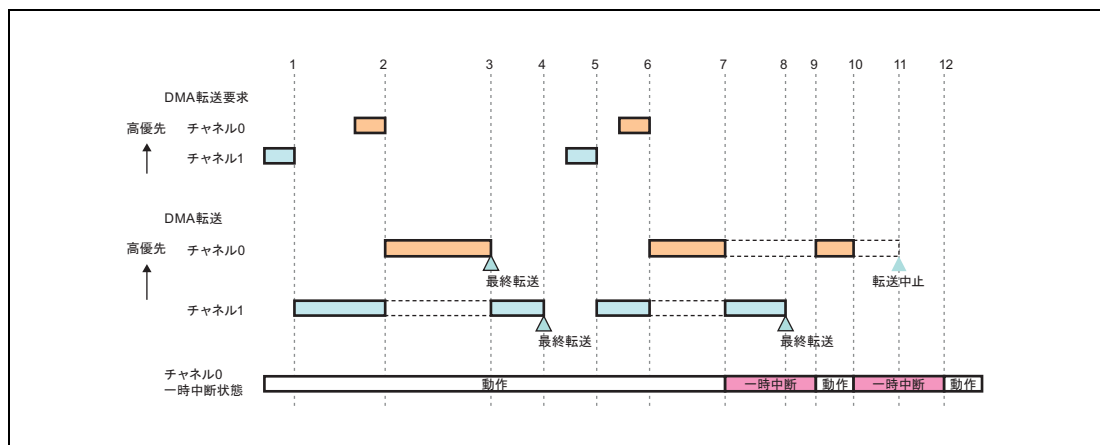 1 2 3 4 5 6 7 8 9 10 11 12
DMA転送要求
高優先 チャネル0
チャネル1
DMA転送
高優先 チャネル0
最終転送 転送中止
チャネル1
最終転送 最終転送
チャネル0
一時中断状態
動作 一時中断 動作 一時中断 動作